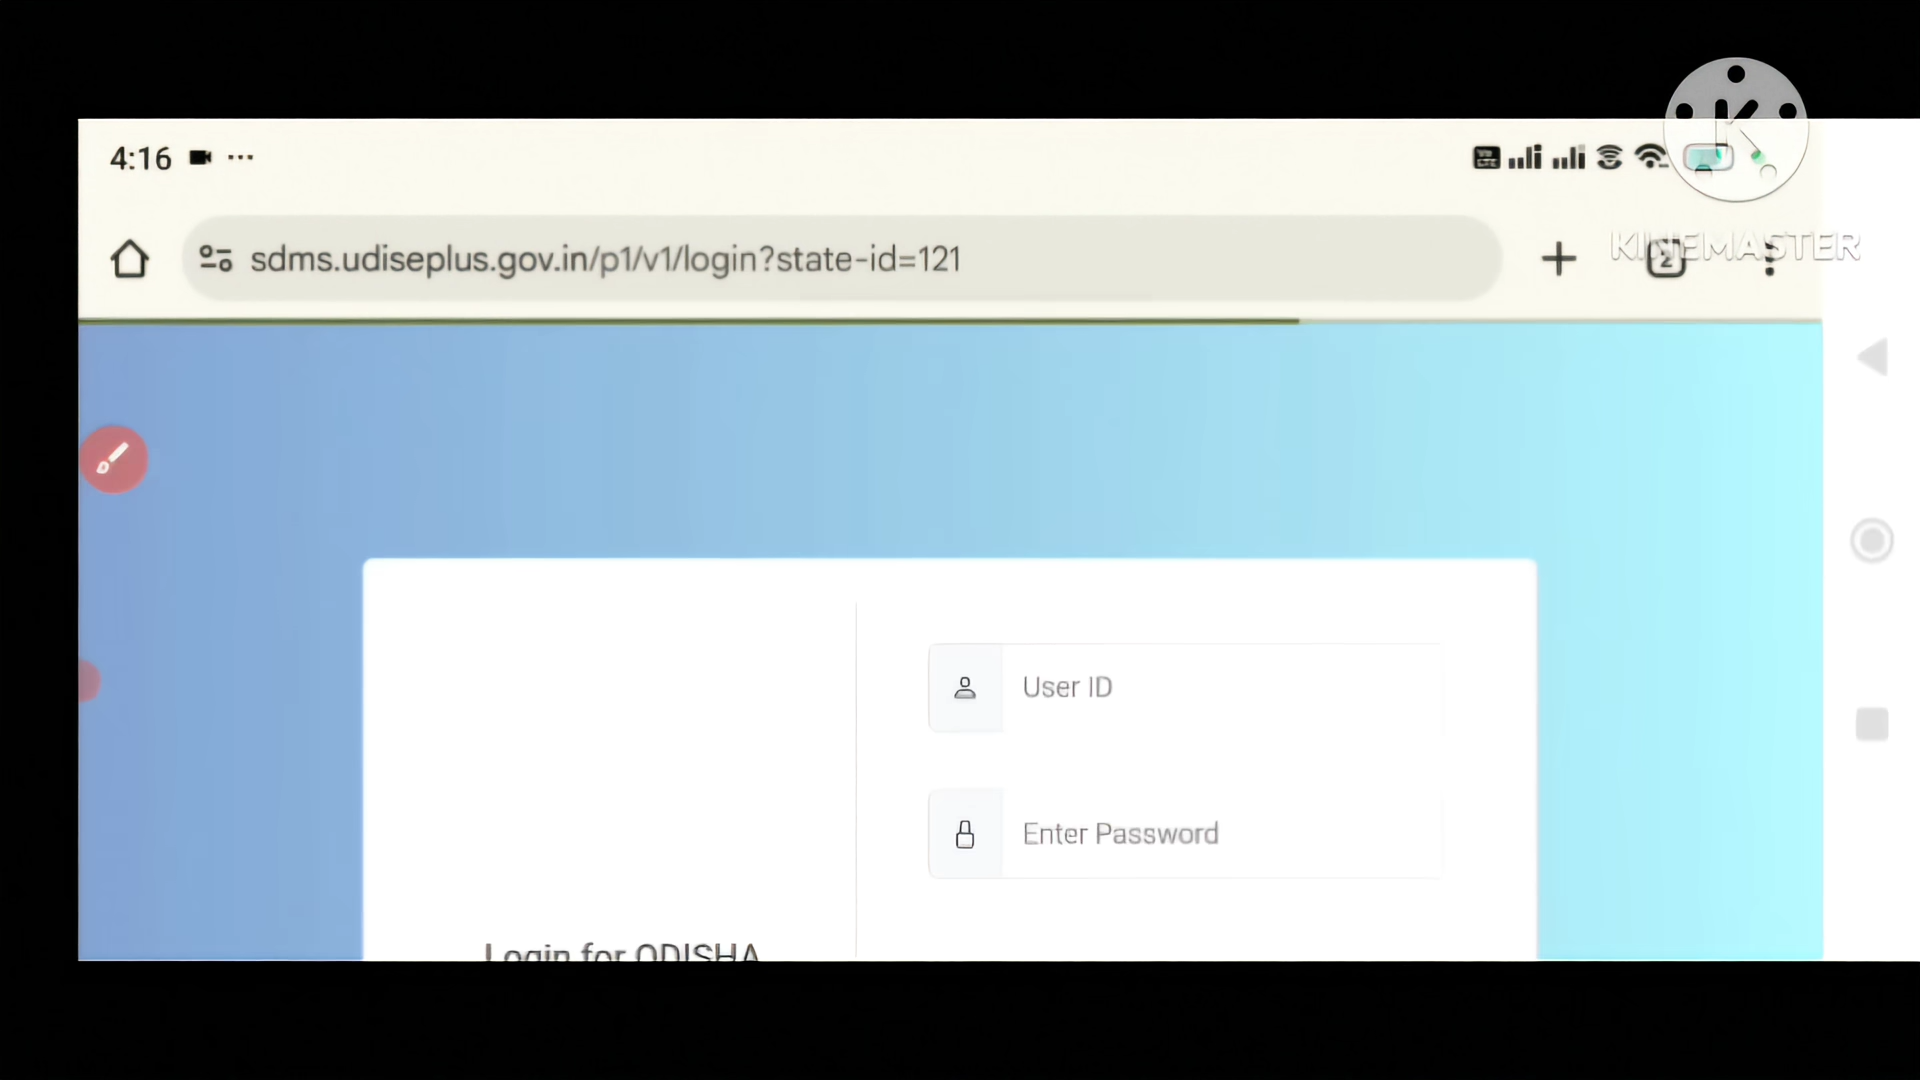 4:16
sdms.udiseplus.gov.in/p1/v1/login?state-id=121
KINEMASTER
User ID
Enter Password
Login for ODISHA